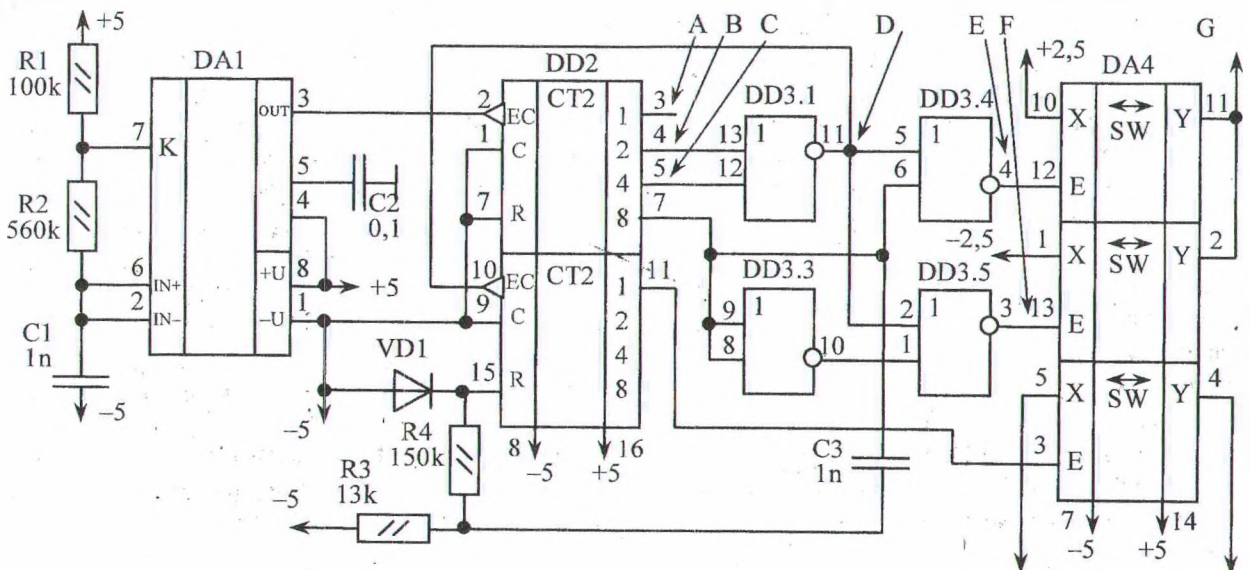 +5
R1
100k
R2
560k
C1
1n
–5
DA1
7
K
6
IN+
2
IN–
OUT
3
5
4
C2
0,1
+U
8
+5
–U
1
–5
VD1
R4
150k
R3
13k
–5
DD2
CT2
2
EC
1
C
7
R
10
EC
9
C
15
R
CT2
1
3
2
4
4
5
8
7
1
11
2
4
8
8
–5
16
+5
A
B
C
D
E
F
G
DD3.1
13
12
1
11
DD3.3
9
8
1
10
DD3.4
5
6
1
4
DD3.5
2
1
1
3
C3
1n
+2,5
–2,5
DA4
10
X
SW
Y
11
12
E
1
X
SW
Y
2
13
E
5
X
SW
Y
4
3
E
7
–5
+5
14